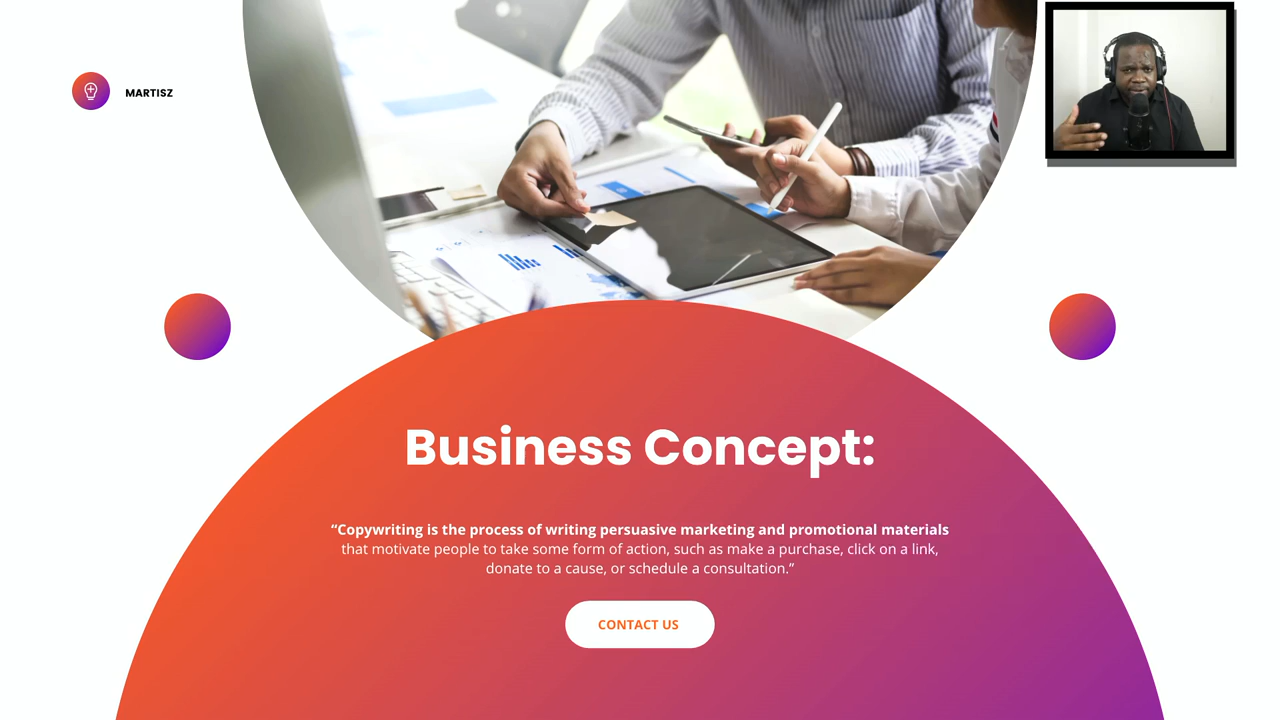 MARTISZ
Business Concept:
“Copywriting is the process of writing persuasive marketing and promotional materials
that motivate people to take some form of action, such as make a purchase, click on a link,
donate to a cause, or schedule a consultation.”
CONTACT US